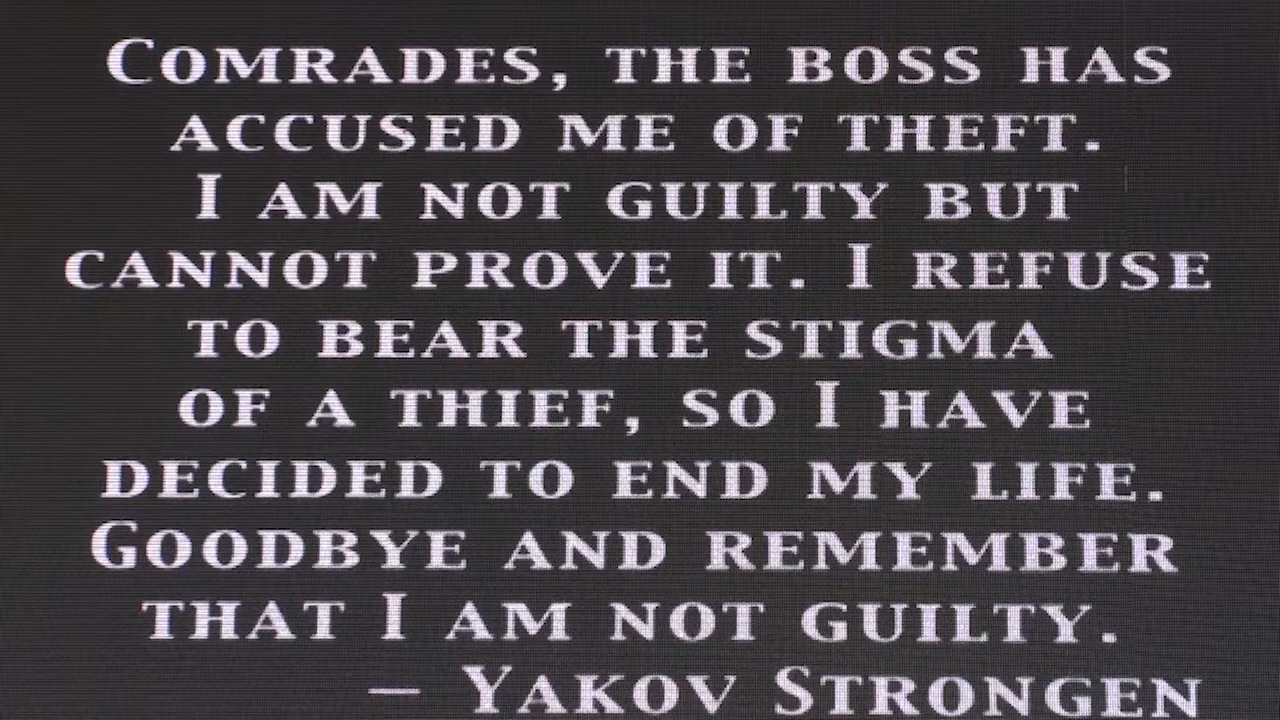 Comrades, the boss has
accused me of theft.
I am not guilty but
cannot prove it. I refuse
to bear the stigma
of a thief, so I have
decided to end my life.
Goodbye and remember
that I am not guilty.
— Yakov Strongen